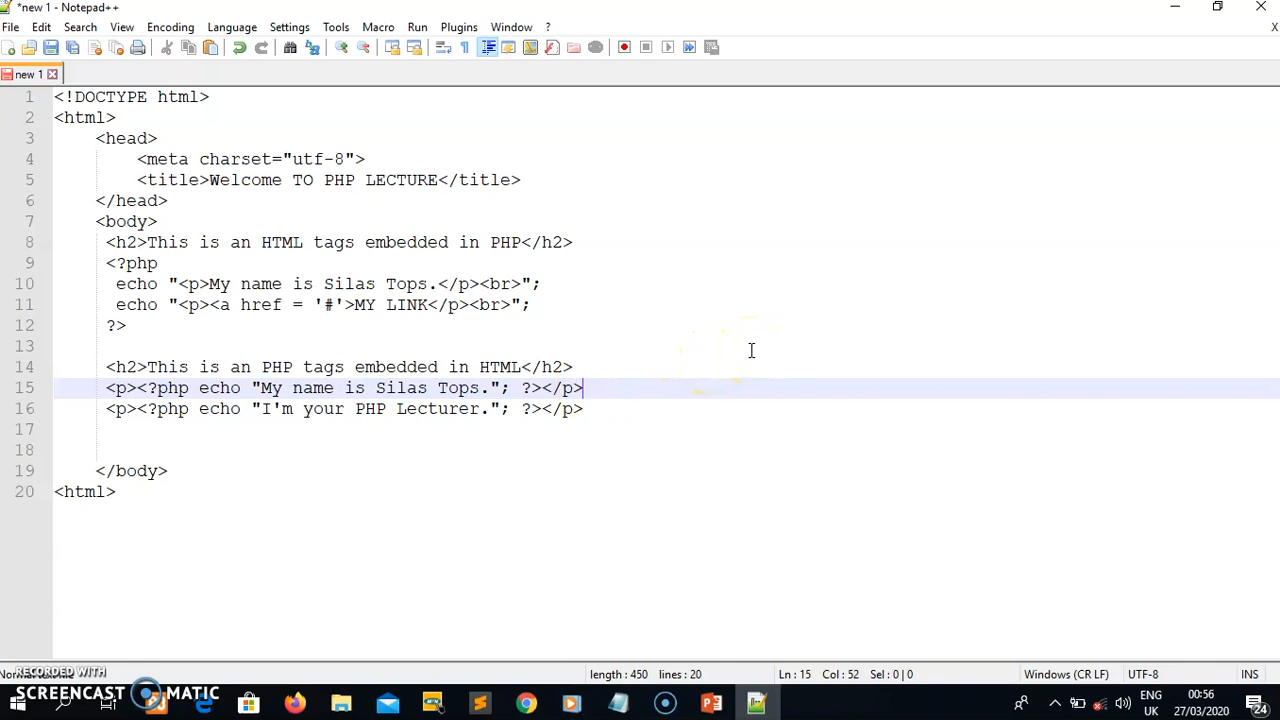 *new 1 - Notepad++
File Edit Search View Encoding Language Settings Tools Macro Run Plugins Window ? X
new 1
1 <!DOCTYPE html>
2 <html>
3 <head>
4 <meta charset="utf-8">
5 <title>Welcome TO PHP LECTURE</title>
6 </head>
7 <body>
8 <h2>This is an HTML tags embedded in PHP</h2>
9 <?php
10 echo "<p>My name is Silas Tops.</p><br>";
11 echo "<p><a href = '#'>MY LINK</p><br>";
12 ?>
13
14 <h2>This is an PHP tags embedded in HTML</h2>
15 <p><?php echo "My name is Silas Tops."; ?></p>
16 <p><?php echo "I'm your PHP Lecturer."; ?></p>
17
18
19 </body>
20 <html>
length : 450 lines : 20 Ln : 15 Col : 52 Sel : 0 | 0 Windows (CR LF) UTF-8 INS
RECORDED WITH
SCREENCAST MATIC
ENG 00:56
UK 27/03/2020 24